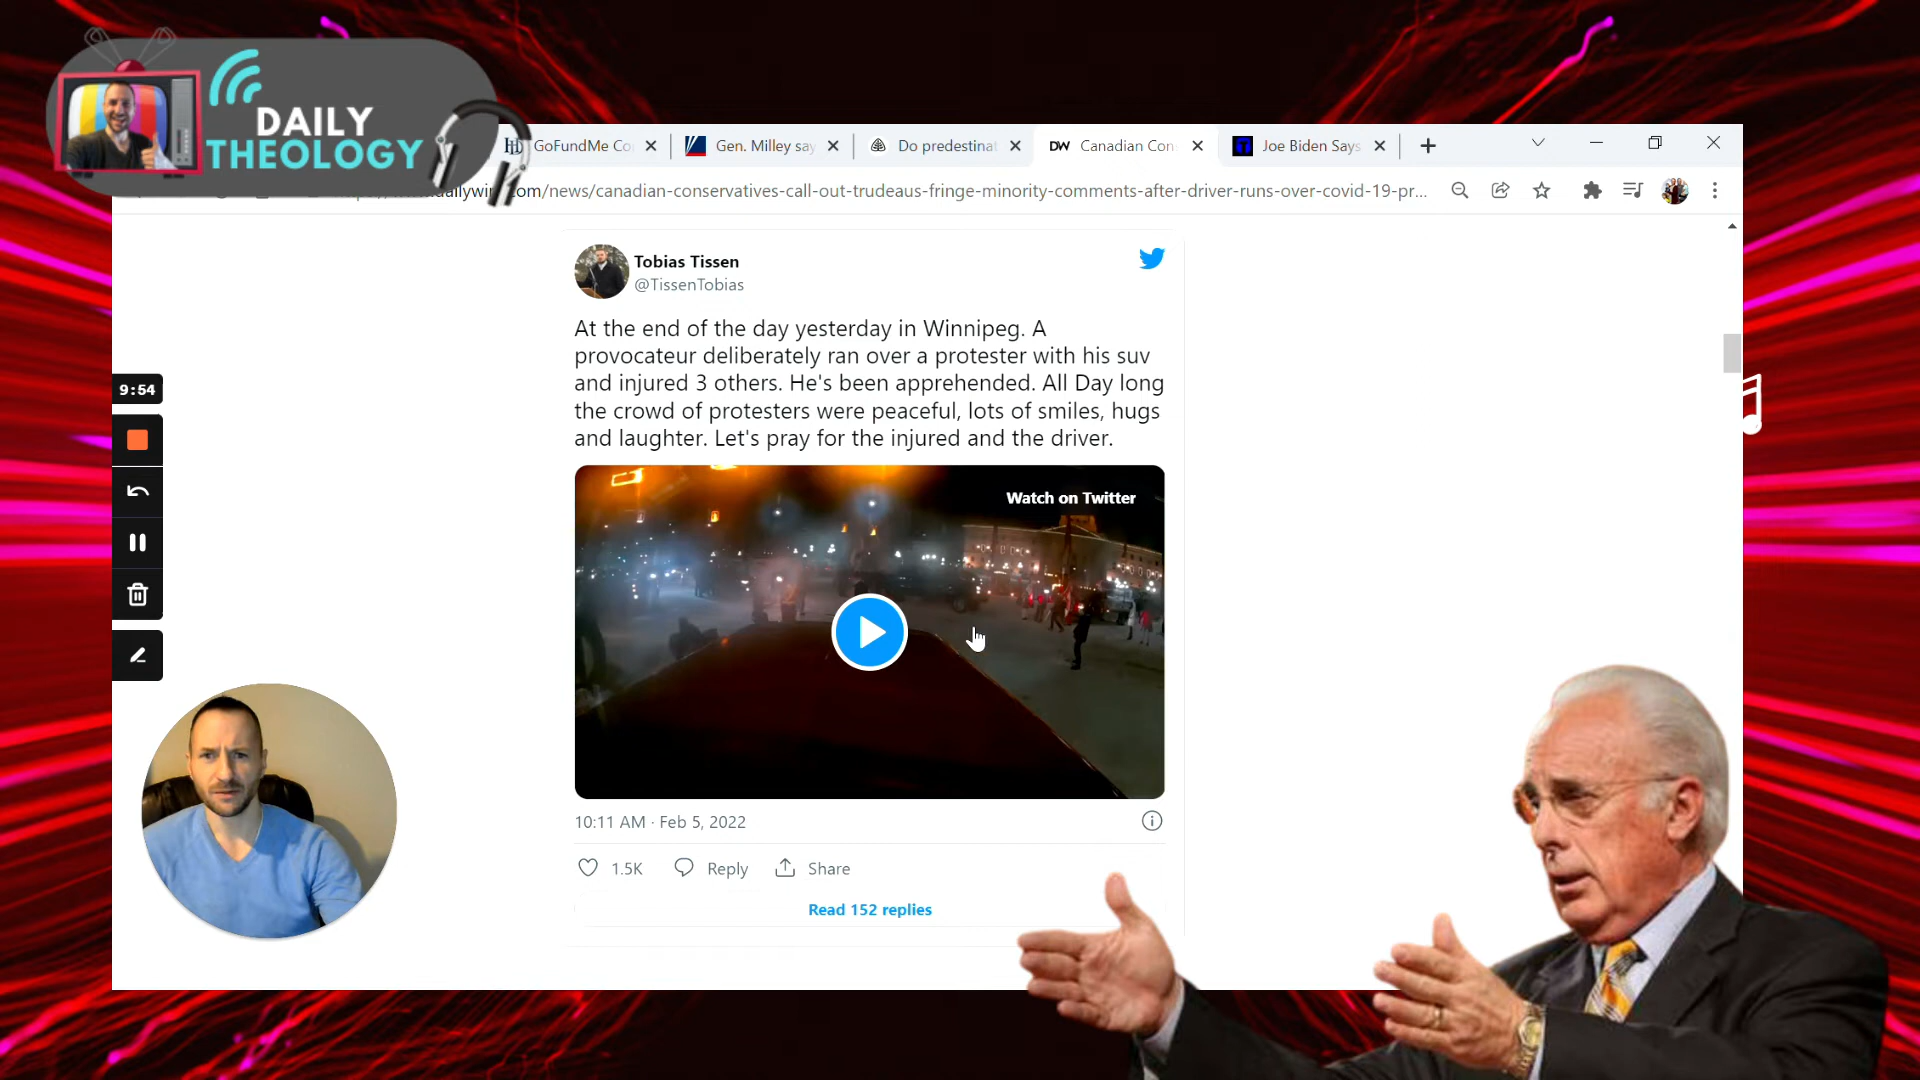 DAILY
THEOLOGY
GoFundMe Co
Gen. Milley say
Do predestinat
DW Canadian Con
Joe Biden Says
dailywir com/news/canadian-conservatives-call-out-trudeaus-fringe-minority-comments-after-driver-runs-over-covid-19-pr...
Tobias Tissen
@TissenTobias
At the end of the day yesterday in Winnipeg. A
provocateur deliberately ran over a protester with his suv
and injured 3 others. He's been apprehended. All Day long
the crowd of protesters were peaceful, lots of smiles, hugs
and laughter. Let's pray for the injured and the driver.
9:54
Watch on Twitter
10:11 AM · Feb 5, 2022
1.5K
Reply
Share
Read 152 replies